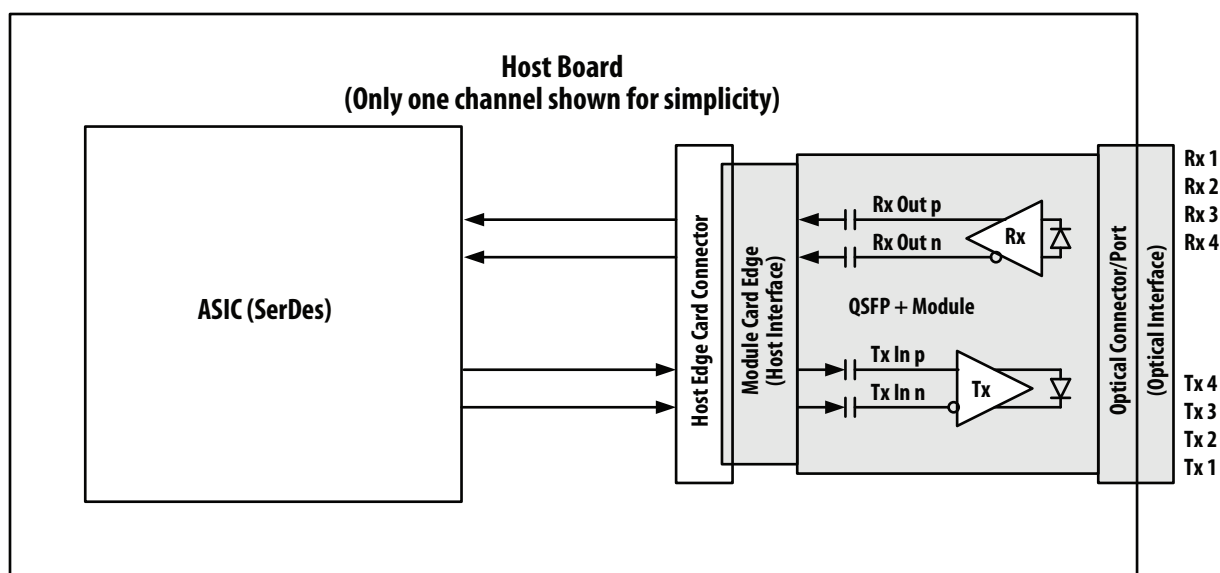 Host Board
(Only one channel shown for simplicity)
ASIC (SerDes)
Host Edge Card Connector
Module Card Edge
(Host Interface)
Rx Out p
Rx Out n
Rx
QSFP + Module
Tx In p
Tx In n
Tx
Optical Connector/Port
(Optical Interface)
Rx 1
Rx 2
Rx 3
Rx 4
Tx 4
Tx 3
Tx 2
Tx 1